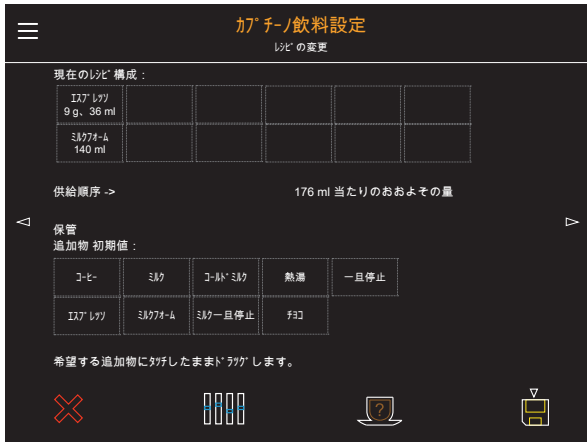 ｶﾌﾟﾁｰﾉ飲料設定
ﾚｼﾋﾟの変更
現在のﾚｼﾋﾟ構成：
ｴｽﾌﾟﾚｯｿ
9 g、36 ml
ﾐﾙｸﾌｫｰﾑ
140 ml
供給順序 ->
176 ml 当たりのおおよその量
保管
追加物 初期値：
ｺｰﾋｰ
ﾐﾙｸ
ｺｰﾙﾄﾞﾐﾙｸ
熱湯
一旦停止
ｴｽﾌﾟﾚｯｿ
ﾐﾙｸﾌｫｰﾑ
ﾐﾙｸ一旦停止
ﾁｮｺ
希望する追加物にﾀｯﾁしたままﾄﾞﾗｯｸﾞします。
?